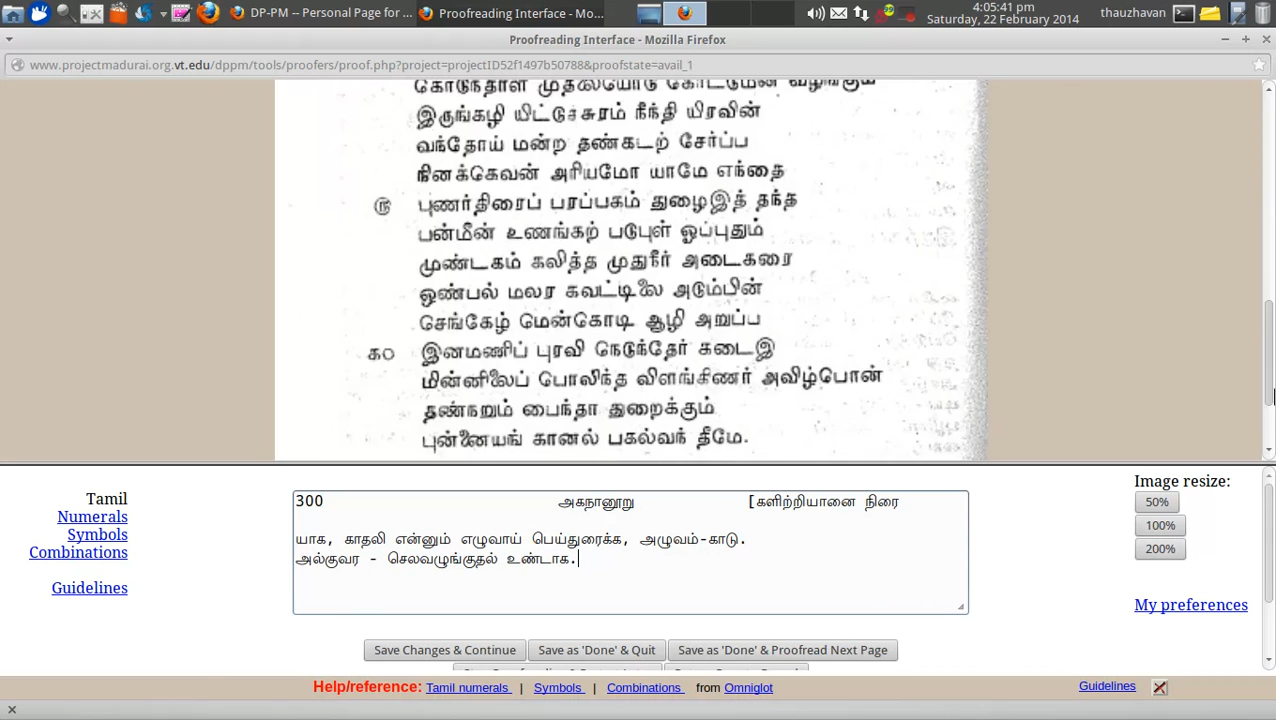 DP-PM -- Personal Page for ...
Proofreading Interface - Mo...
4:05:41 pm
Saturday, 22 February 2014
thauzhavan
Proofreading Interface - Mozilla Firefox
www.projectmadurai.org.vt.edu/dppm/tools/proofers/proof.php?project=projectID52f1497b50788&proofstate=avail_1
கொடுந்தாள் முதலையொடு கோட்டுமீன் வழங்கும்
இருங்கழி யிட்டுச்சுரம் நீந்தி யிரவின்
வந்தோய் மன்ற தண்கடற் சேர்ப்ப
நினக்கெவன் அரியமோ யாமே எந்தை
ரு புணர்திரைப் பரப்பகம் துழைஇத் தந்த
பன்மீன் உணங்கற் படுபுள் ஓப்புதும்
முண்டகம் கலித்த முதுநீர் அடைகரை
ஒண்பல் மலர கவட்டிலை அடும்பின்
செங்கேழ் மென்கொடி ஆழி அறுப்ப
க௦ இனமணிப் புரவி நெடுந்தேர் கடைஇ
மின்னிலைப் பொலிந்த விளங்கிணர் அவிழ்பொன்
தண்நறும் பைந்தா துறைக்கும்
புன்னையங் கானல் பகல்வந் தீமே.
Tamil
Numerals
Symbols
Combinations
Guidelines
300 அகநானூறு [களிற்றியானை நிரை
யாக, காதலி என்னும் எழுவாய் பெய்துரைக்க, அழுவம்-காடு.
அல்குவர - செலவழுங்குதல் உண்டாக.
Image resize:
50%
100%
200%
My preferences
Save Changes & Continue
Save as 'Done' & Quit
Save as 'Done' & Proofread Next Page
Help/reference: Tamil numerals | Symbols | Combinations from Omniglot
Guidelines